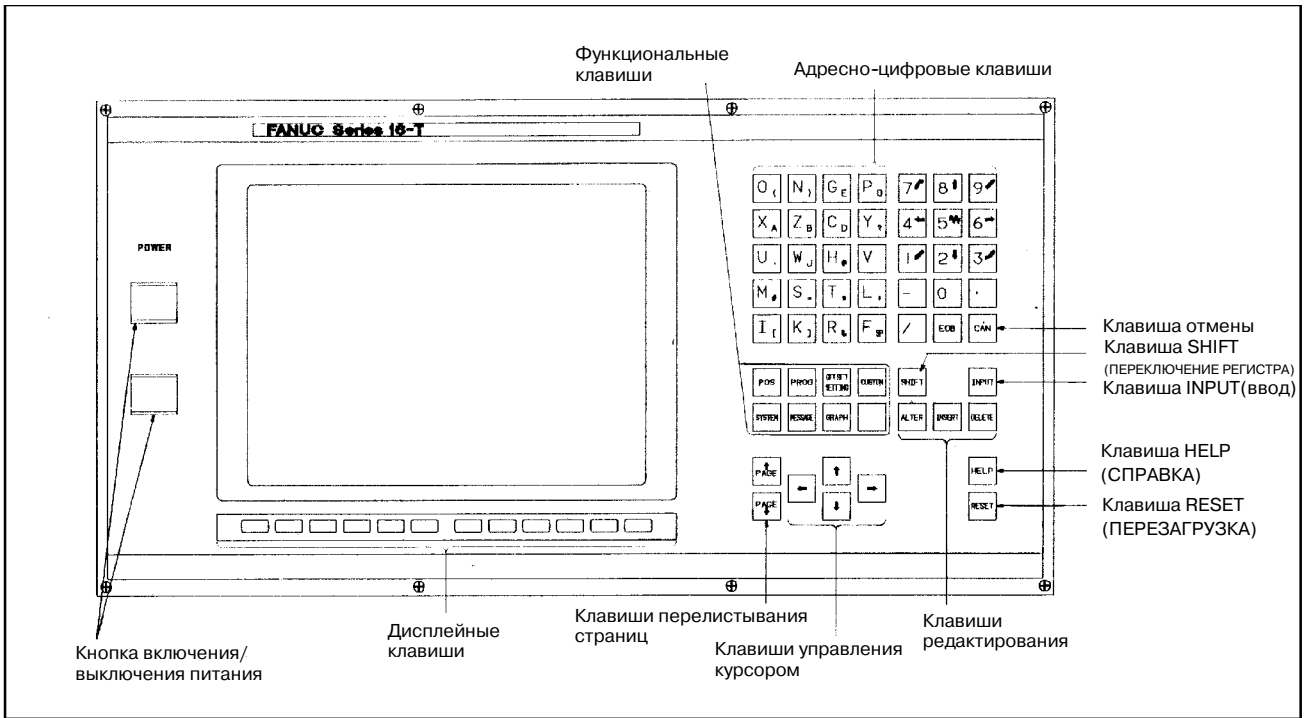 Функциональные
клавиши
Адресно-цифровые клавиши
FANUC Series 16-T
POWER
O ( N ) G E P Q 7 8 9
X A Z B C D Y ? 4 5 6
U W J H V 1 2 3
M # S = T L - 0 .
I [ K ] R F SP / EOB CAN
Клавиша отмены
Клавиша SHIFT
(ПЕРЕКЛЮЧЕНИЕ РЕГИСТРА)
Клавиша INPUT(ввод)
POS PROG OFFSET SETTING CUSTOM SHIFT INPUT
SYSTEM MESSAGE GRAPH ALTER INSERT DELETE
PAGE
PAGE
HELP
RESET
Клавиша HELP
(СПРАВКА)
Клавиша RESET
(ПЕРЕЗАГРУЗКА)
Кнопка включения/
выключения питания
Дисплейные
клавиши
Клавиши перелистывания
страниц
Клавиши управления
курсором
Клавиши
редактирования